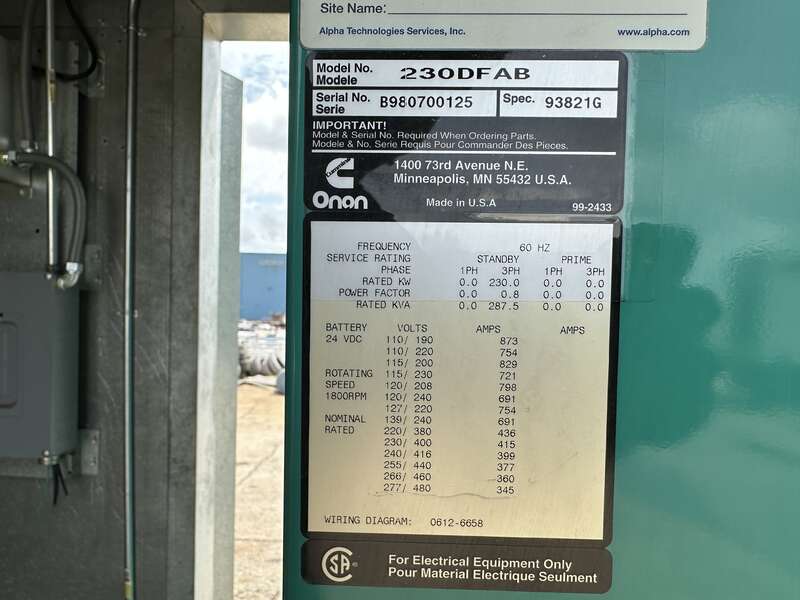 Site Name:
Alpha Technologies Services, Inc. www.alpha.com
Model No. 230DFAB
Modele
Serial No. B980700125 Spec. 93821G
Serie
IMPORTANT!
Model & Serial No. Required When Ordering Parts.
Modele & No. Serie Requis Pour Commander Des Pieces.
Cummins
Onan
1400 73rd Avenue N.E.
Minneapolis, MN 55432 U.S.A.
Made in U.S.A 99-2433
FREQUENCY 60 HZ
SERVICE RATING STANDBY PRIME
PHASE 1PH 3PH 1PH 3PH
RATED KW 0.0 230.0 0.0 0.0
POWER FACTOR 0.0 0.8 0.0 0.0
RATED KVA 0.0 287.5 0.0 0.0
BATTERY VOLTS AMPS AMPS
24 VDC 110/ 190 873
110/ 220 754
115/ 200 829
ROTATING 115/ 230 721
SPEED 120/ 208 798
1800RPM 120/ 240 691
127/ 220 754
NOMINAL 139/ 240 691
RATED 220/ 380 436
230/ 400 415
240/ 416 399
255/ 440 377
266/ 460 360
277/ 480 345
WIRING DIAGRAM: 0612-6658
CSA ®
For Electrical Equipment Only
Pour Material Electrique Seulment